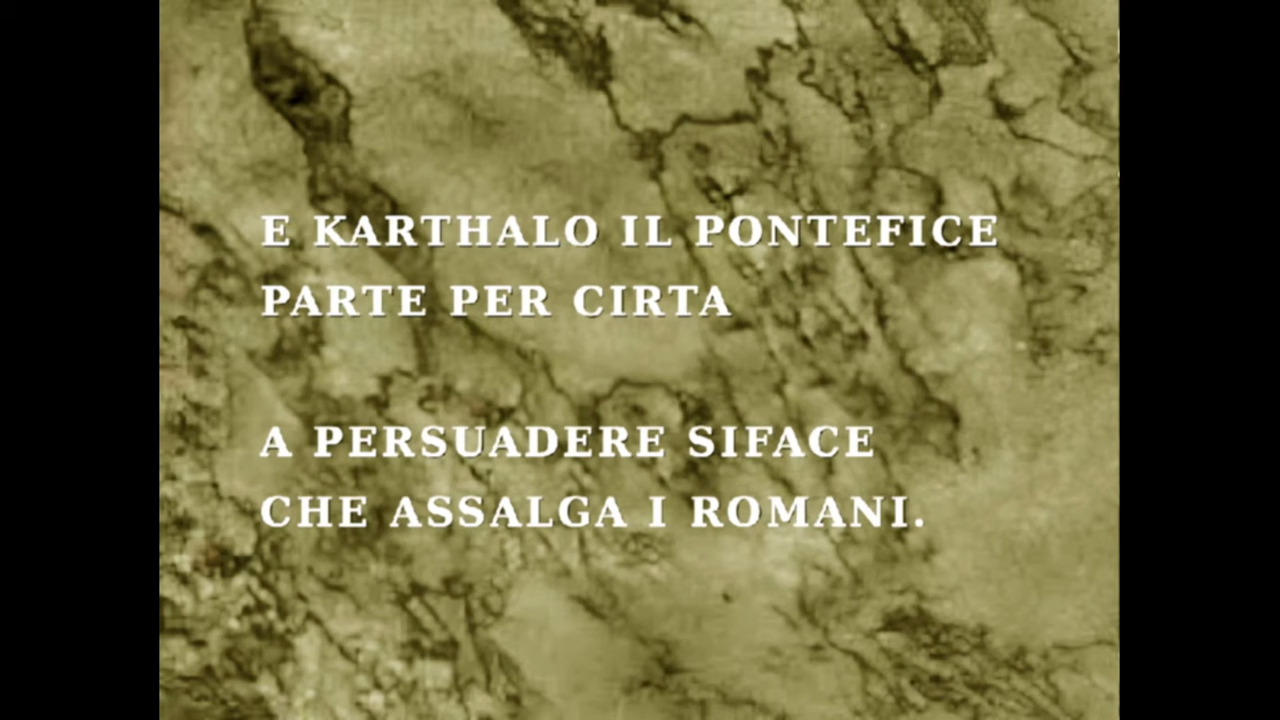 E KARTHALO IL PONTEFICE
PARTE PER CIRTA
A PERSUADERE SIFACE
CHE ASSALGA I ROMANI.